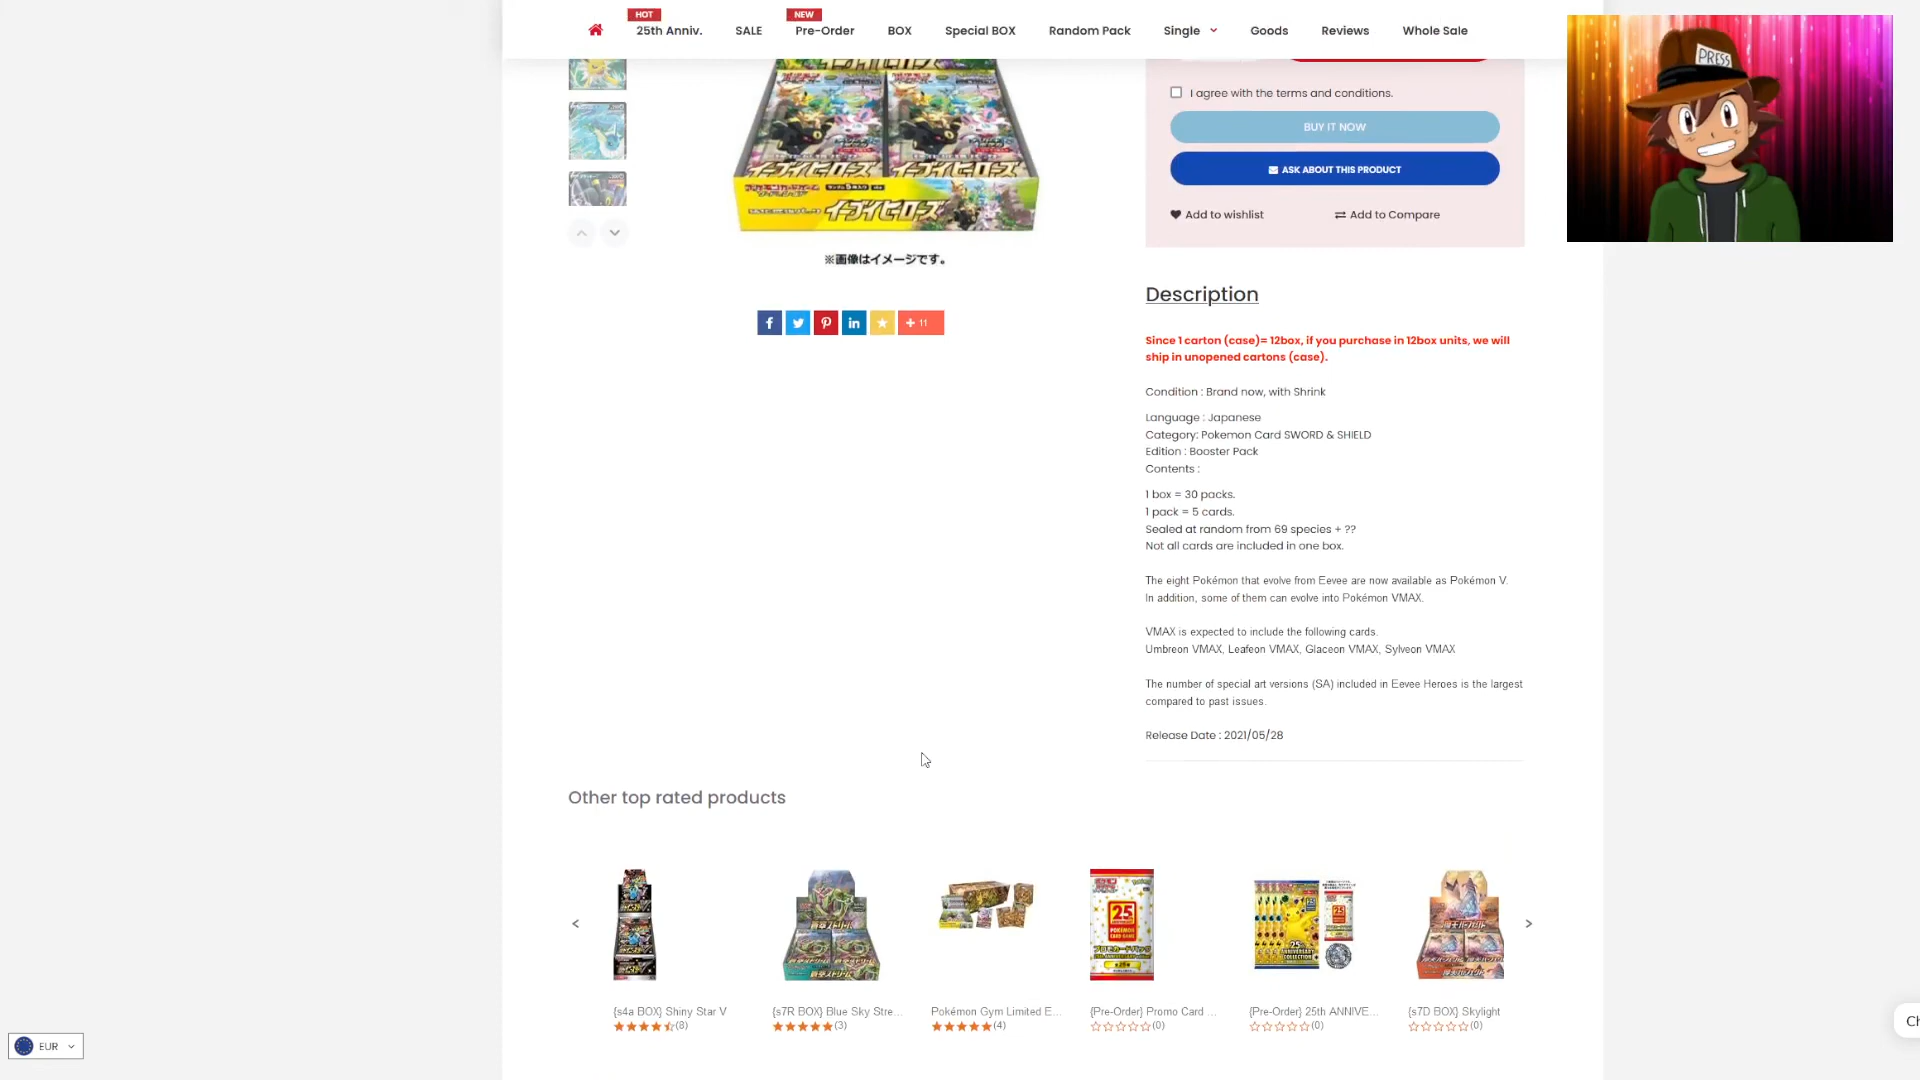 HOT
NEW
25th Anniv.
SALE
Pre-Order
BOX
Special BOX
Random Pack
Single
Goods
Reviews
Whole Sale
PRESS
I agree with the terms and conditions.
BUY IT NOW
ASK ABOUT THIS PRODUCT
Add to wishlist
Add to Compare
イーブイヒーローズ
※画像はイメージです。
11
Description
Since 1 carton (case)= 12box, if you purchase in 12box units, we will
ship in unopened cartons (case).
Condition : Brand now, with Shrink
Language : Japanese
Category: Pokemon Card SWORD & SHIELD
Edition : Booster Pack
Contents :
1 box = 30 packs.
1 pack = 5 cards.
Sealed at random from 69 species + ??
Not all cards are included in one box.
The eight Pokémon that evolve from Eevee are now available as Pokémon V.
In addition, some of them can evolve into Pokémon VMAX.
VMAX is expected to include the following cards.
Umbreon VMAX, Leafeon VMAX, Glaceon VMAX, Sylveon VMAX
The number of special art versions (SA) included in Eevee Heroes is the largest
compared to past issues.
Release Date : 2021/05/28
Other top rated products
<
>
25
{s4a BOX} Shiny Star V
(8)
{s7R BOX} Blue Sky Stre...
(3)
Pokémon Gym Limited E...
(4)
{Pre-Order} Promo Card ...
(0)
{Pre-Order} 25th ANNIVE...
(0)
{s7D BOX} Skylight
(0)
EUR
Ch